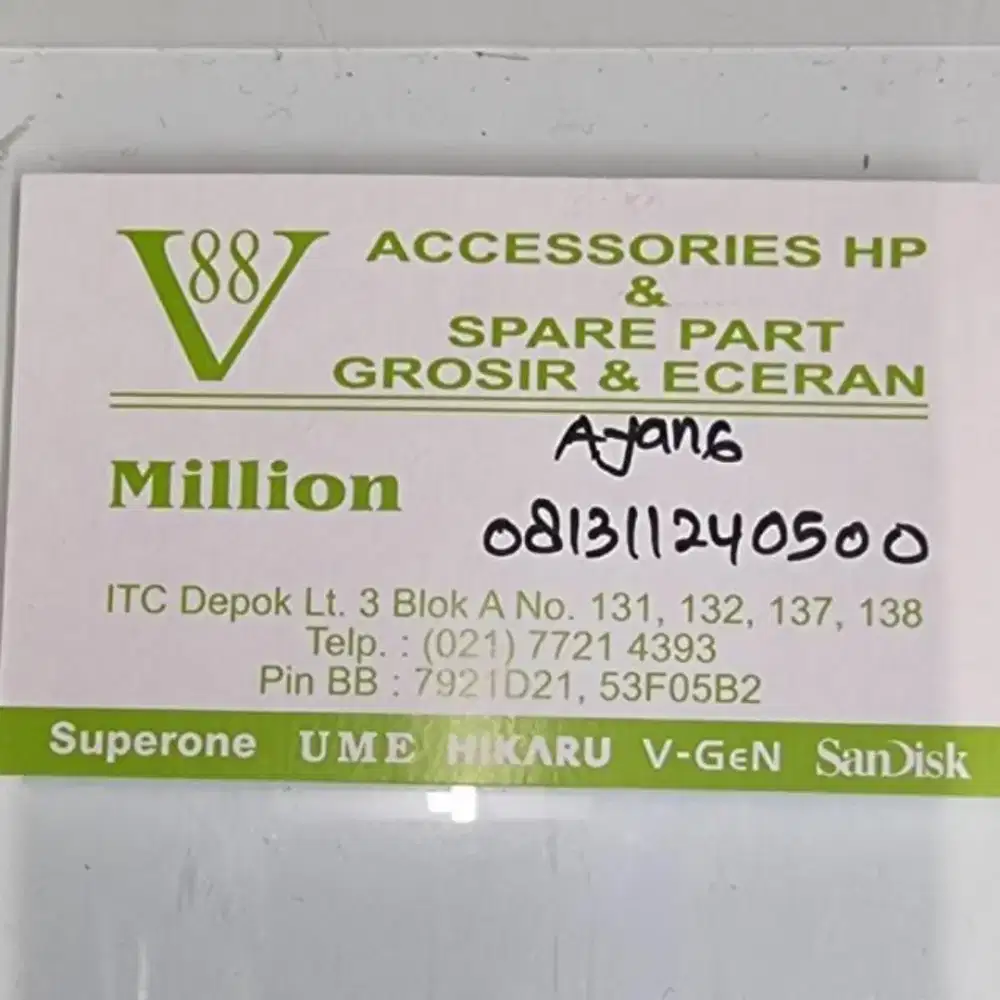 V88
ACCESSORIES HP
&
SPARE PART
GROSIR & ECERAN
Ayang
Million
081311240500
ITC Depok Lt. 3 Blok A No. 131, 132, 137, 138
Telp. : (021) 7721 4393
Pin BB : 7921D21, 53F05B2
Superone UME HIKARU V-GeN SanDisk